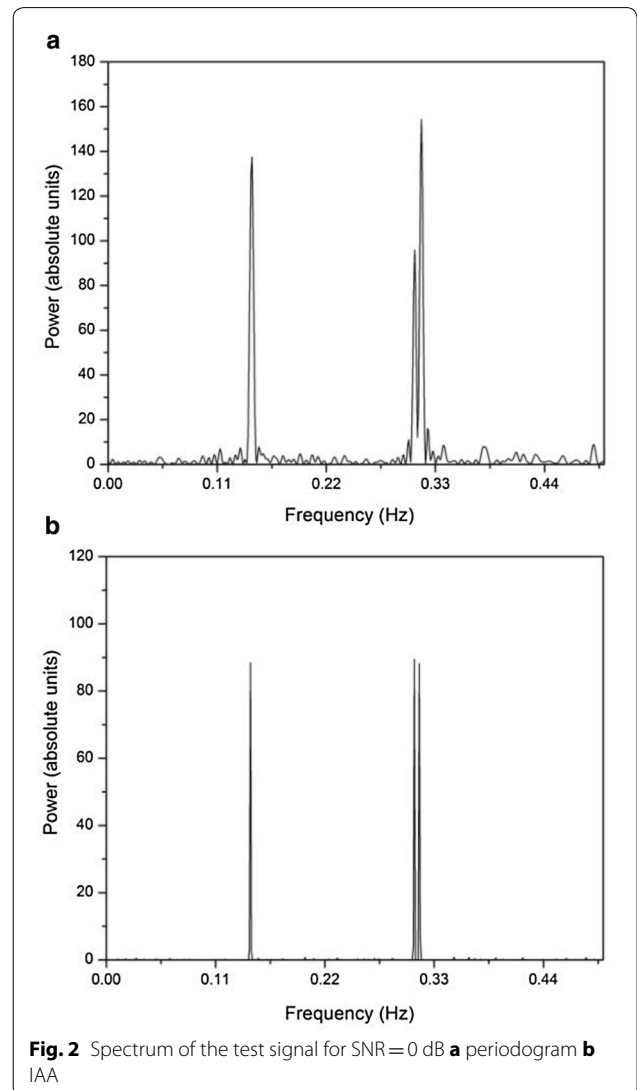 a
180
160
140
120
100
80
60
40
20
0
Power (absolute units)
0.00 0.11 0.22 0.33 0.44
Frequency (Hz)
b
120
100
80
60
40
20
0
Power (absolute units)
0.00 0.11 0.22 0.33 0.44
Frequency (Hz)
Fig. 2 Spectrum of the test signal for SNR = 0 dB a periodogram b
IAA